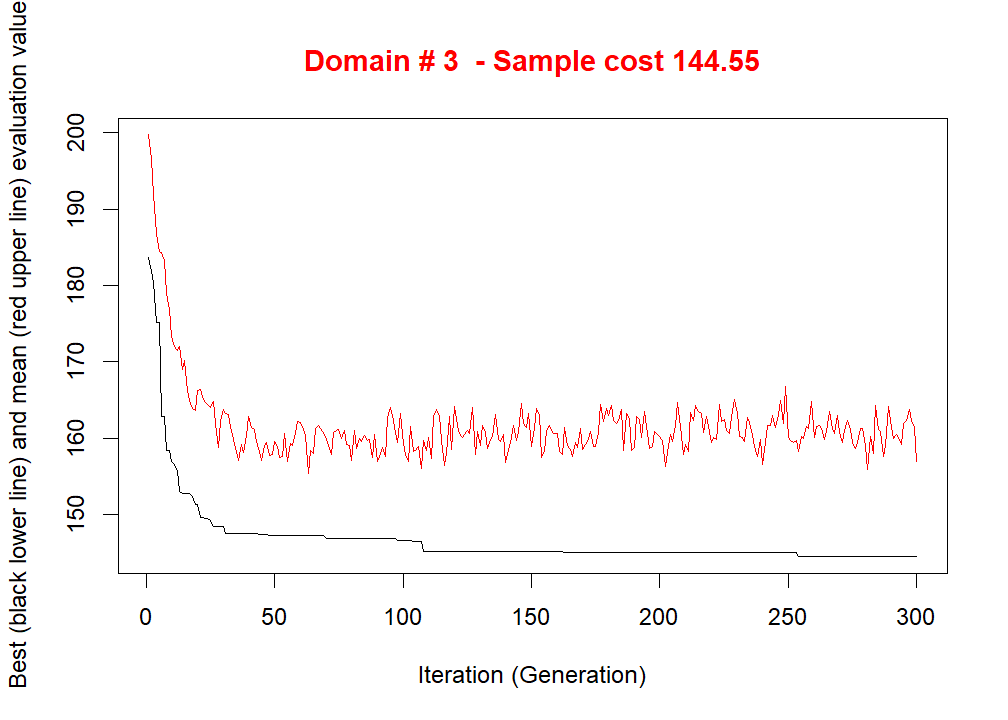 Domain # 3  - Sample cost 144.55
Best (black lower line) and mean (red upper line) evaluation value
200
190
180
170
160
150
0 50 100 150 200 250 300
Iteration (Generation)